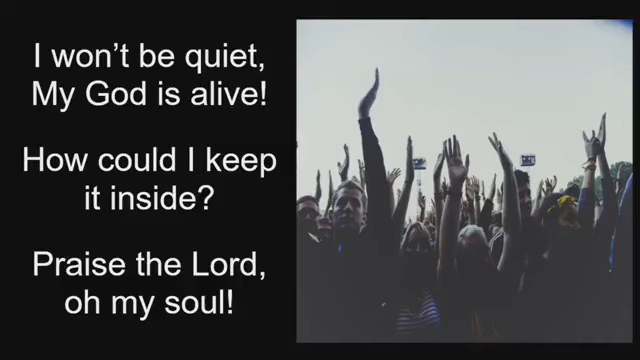 I won’t be quiet,
My God is alive!
How could I keep
it inside?
Praise the Lord,
oh my soul!